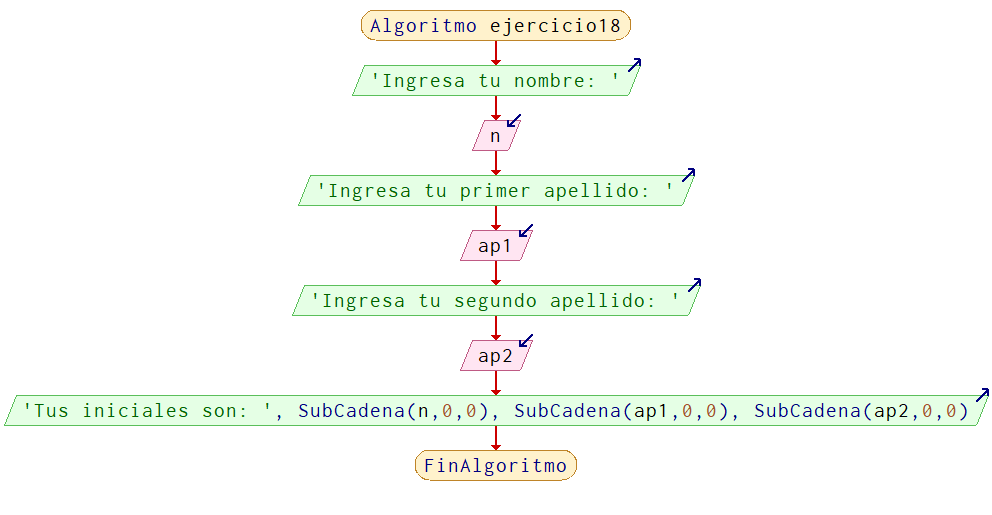 Algoritmo ejercicio18
'Ingresa tu nombre: '
n
'Ingresa tu primer apellido: '
ap1
'Ingresa tu segundo apellido: '
ap2
'Tus iniciales son: ', SubCadena(n,0,0), SubCadena(ap1,0,0), SubCadena(ap2,0,0)
FinAlgoritmo